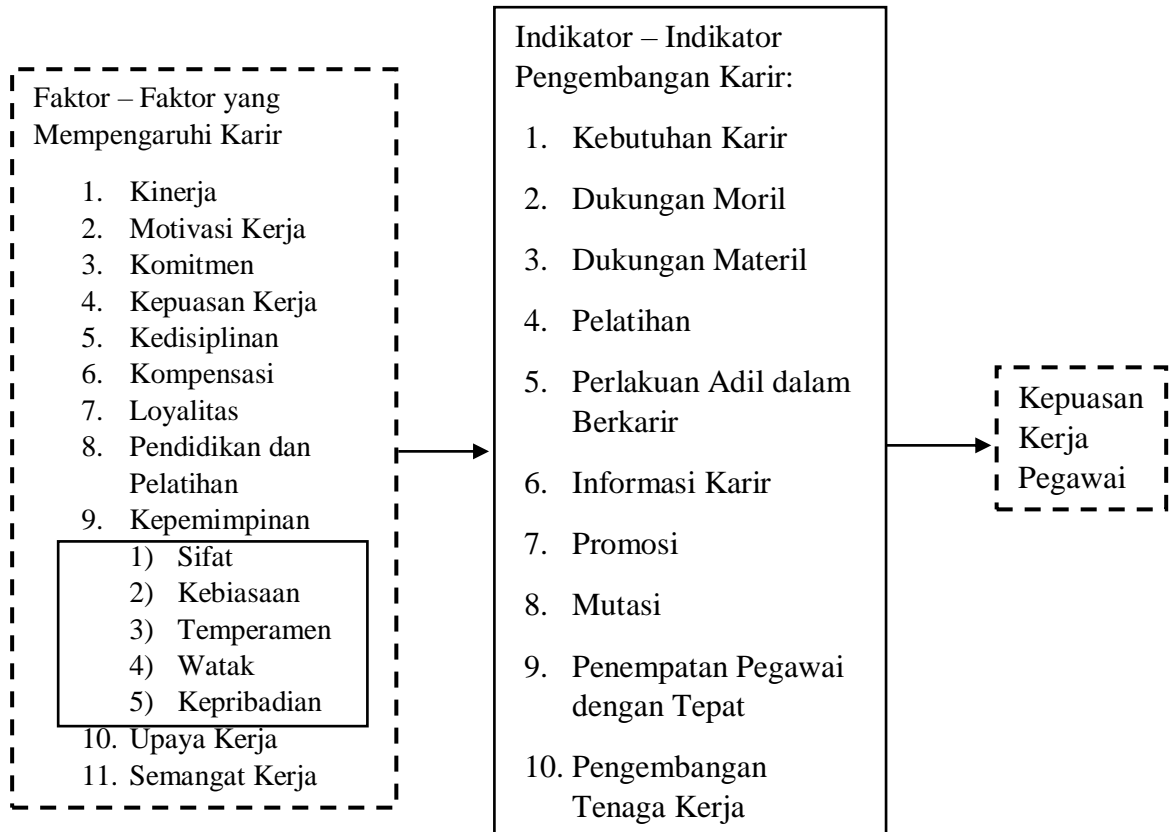 Faktor – Faktor yang
Mempengaruhi Karir
1. Kinerja
2. Motivasi Kerja
3. Komitmen
4. Kepuasan Kerja
5. Kedisiplinan
6. Kompensasi
7. Loyalitas
8. Pendidikan dan
Pelatihan
9. Kepemimpinan
1) Sifat
2) Kebiasaan
3) Temperamen
4) Watak
5) Kepribadian
10. Upaya Kerja
11. Semangat Kerja
Indikator – Indikator
Pengembangan Karir:
1. Kebutuhan Karir
2. Dukungan Moril
3. Dukungan Materil
4. Pelatihan
5. Perlakuan Adil dalam
Berkarir
6. Informasi Karir
7. Promosi
8. Mutasi
9. Penempatan Pegawai
dengan Tepat
10. Pengembangan
Tenaga Kerja
Kepuasan
Kerja
Pegawai